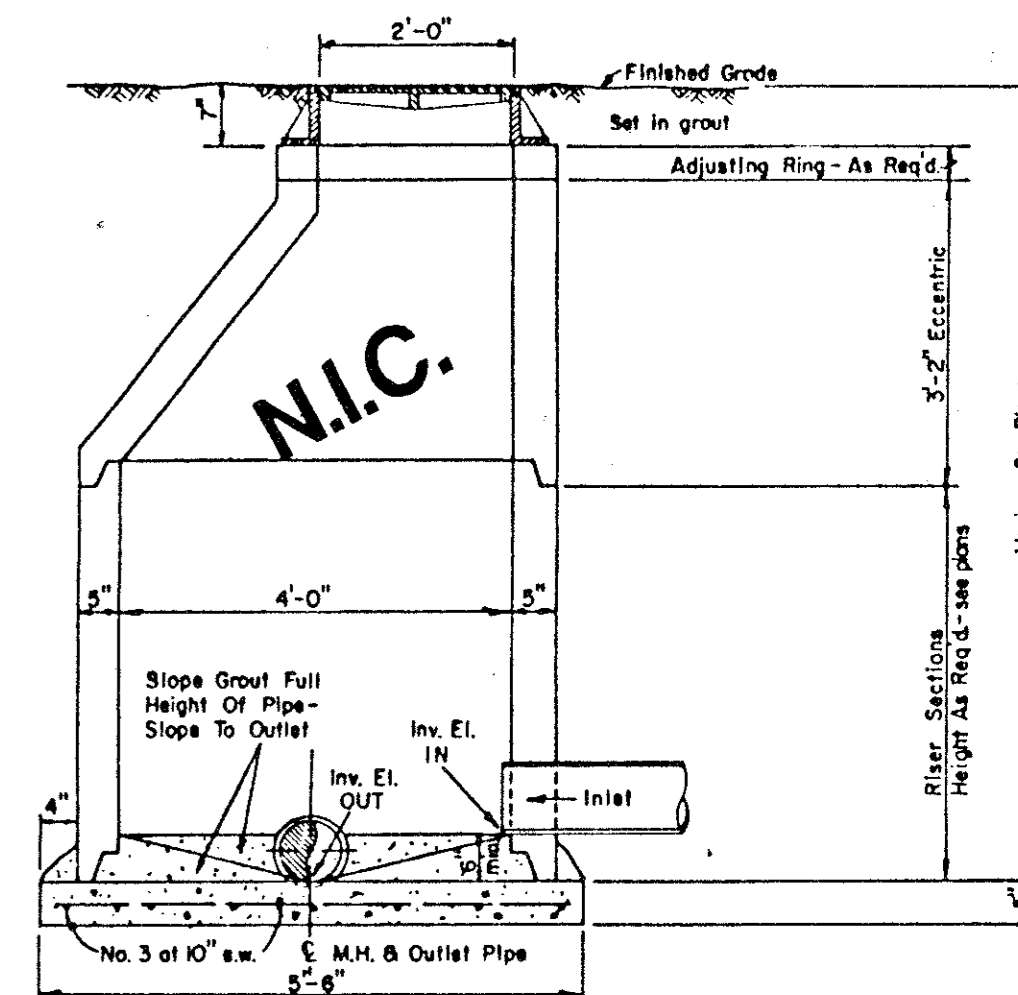 2'-0"
Finished Grade
7"
Set in grout
Adjusting Ring - As Req'd.
3'-2" Eccentric
N.I.C.
5"
4'-0"
5"
Riser Sections
Height As Req'd. - see plans
Slope Grout Full
Height Of Pipe-
Slope To Outlet
Inv. El.
IN
Inv. El.
OUT
Inlet
4"
6"
min.
No. 3 at 10" e.w.
℄ M.H. & Outlet Pipe
5'-6"